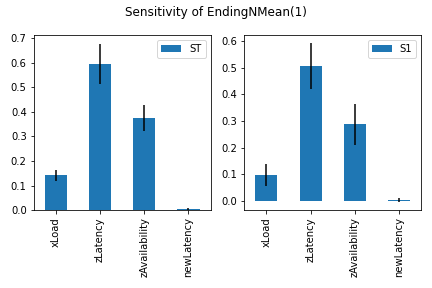 Sensitivity of EndingNMean(1)
ST
0.7
0.6
0.5
0.4
0.3
0.2
0.1
0.0
xLoad
zLatency
zAvailability
newLatency
S1
0.6
0.5
0.4
0.3
0.2
0.1
0.0
xLoad
zLatency
zAvailability
newLatency